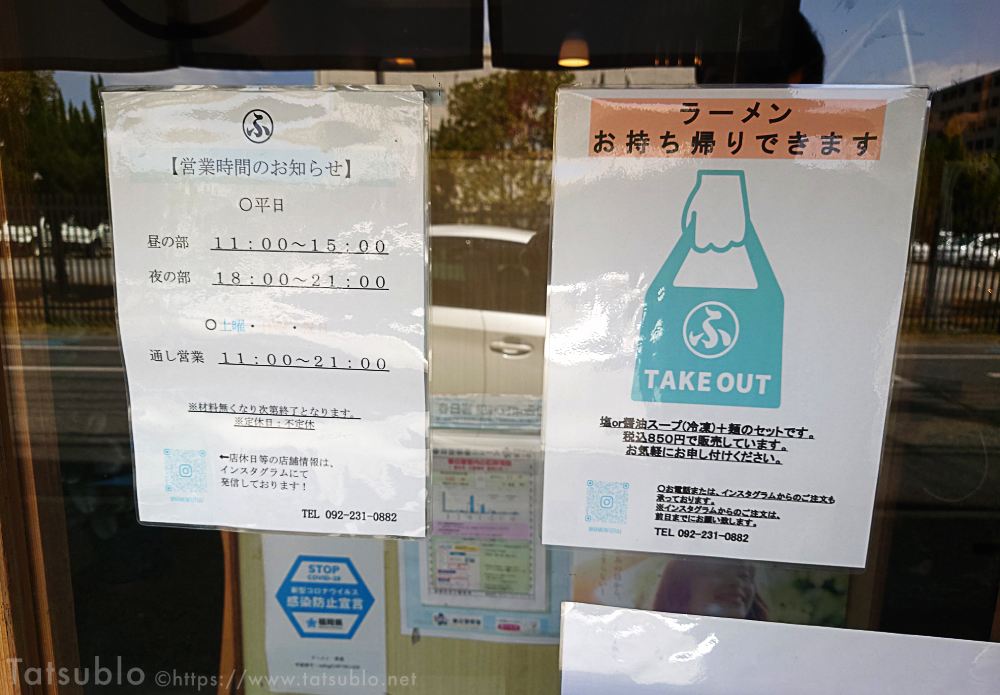 ふ
【営業時間のお知らせ】
〇平日
昼の部 11：00～15：00
夜の部 18：00～21：00
〇土曜・
通し営業 11：00～21：00
※材料無くなり次第終了となります。
※定休日・不定休
←店休日等の店舗情報は、
インスタグラムにて
発信しております！
TEL 092-231-0882
ラーメン
お持ち帰りできます
ふ
TAKE OUT
塩or醤油スープ(冷凍)＋麺のセットです。
税込850円で販売しています。
お気軽にお申し付けください。
〇お電話または、インスタグラムからのご注文も
承っております。
※インスタグラムからのご注文は、
前日までにお願い致します。
TEL 092-231-0882
STOP
COVID-19
新型コロナウイルス
感染防止宣言
福岡県
Tatsublo ©https://www.tatsublo.net